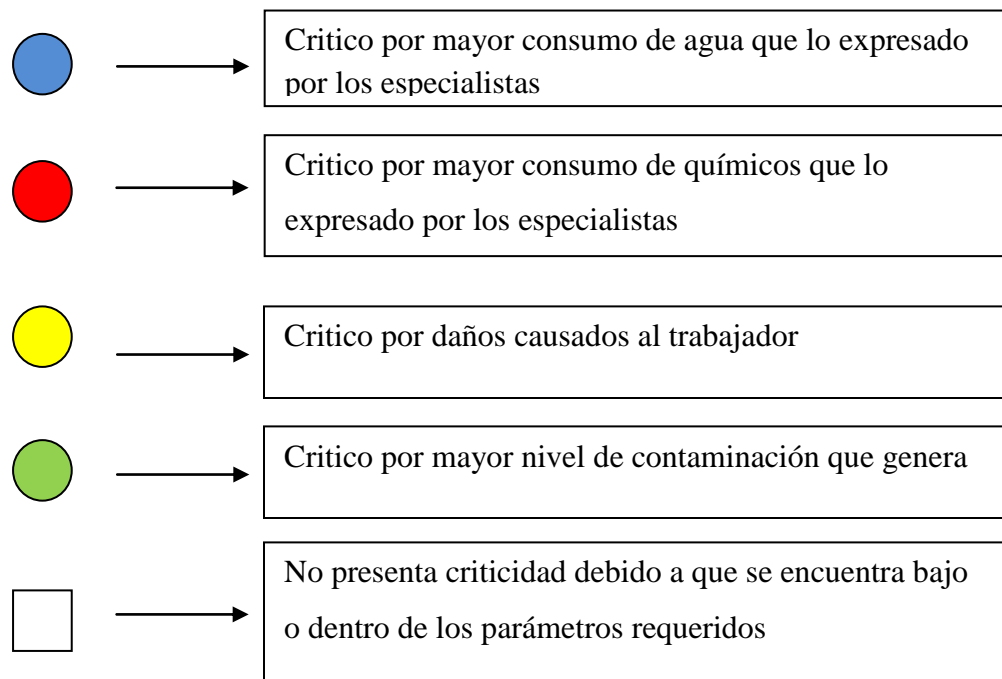 Critico por mayor consumo de agua que lo expresado
por los especialistas
Critico por mayor consumo de químicos que lo
expresado por los especialistas
Critico por daños causados al trabajador
Critico por mayor nivel de contaminación que genera
No presenta criticidad debido a que se encuentra bajo
o dentro de los parámetros requeridos